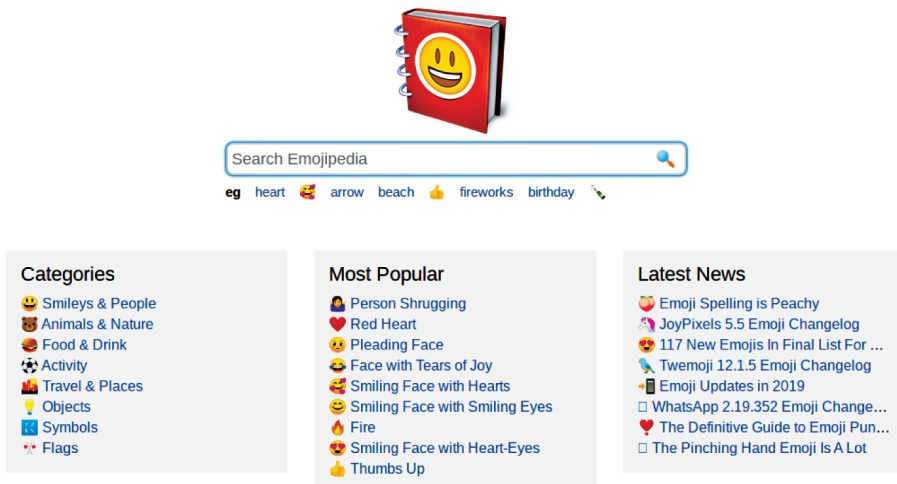 Search Emojipedia
eg heart 🥰 arrow beach 👍 fireworks birthday 🍾
Categories
😃 Smileys & People
🐻 Animals & Nature
🍔 Food & Drink
⚽ Activity
🌇 Travel & Places
💡 Objects
🔣 Symbols
🎌 Flags
Most Popular
🤷 Person Shrugging
❤️ Red Heart
🥺 Pleading Face
😂 Face with Tears of Joy
🥰 Smiling Face with Hearts
😊 Smiling Face with Smiling Eyes
🔥 Fire
😍 Smiling Face with Heart-Eyes
👍 Thumbs Up
Latest News
🍑 Emoji Spelling is Peachy
🦄 JoyPixels 5.5 Emoji Changelog
😍 117 New Emojis In Final List For ...
🦜 Twemoji 12.1.5 Emoji Changelog
📲 Emoji Updates in 2019
WhatsApp 2.19.352 Emoji Change...
❣️ The Definitive Guide to Emoji Pun...
The Pinching Hand Emoji Is A Lot